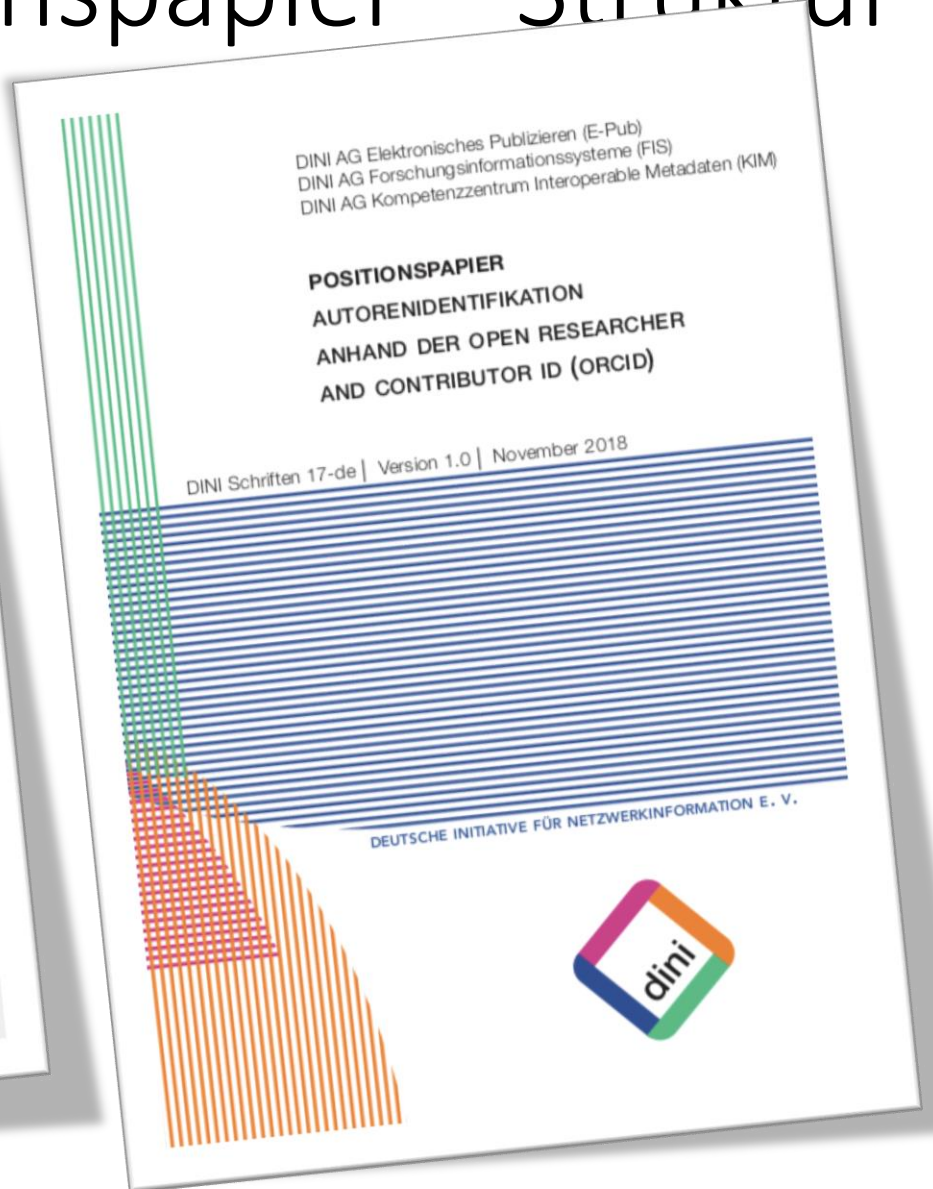 DINI AG Elektronisches Publizieren (E-Pub)
DINI AG Forschungsinformationssysteme (FIS)
DINI AG Kompetenzzentrum Interoperable Metadaten (KIM)
POSITIONSPAPIER
AUTORENIDENTIFIKATION
ANHAND DER OPEN RESEARCHER
AND CONTRIBUTOR ID (ORCID)
DINI Schriften 17-de | Version 1.0 | November 2018
DEUTSCHE INITIATIVE FÜR NETZWERKINFORMATION E. V.
dini